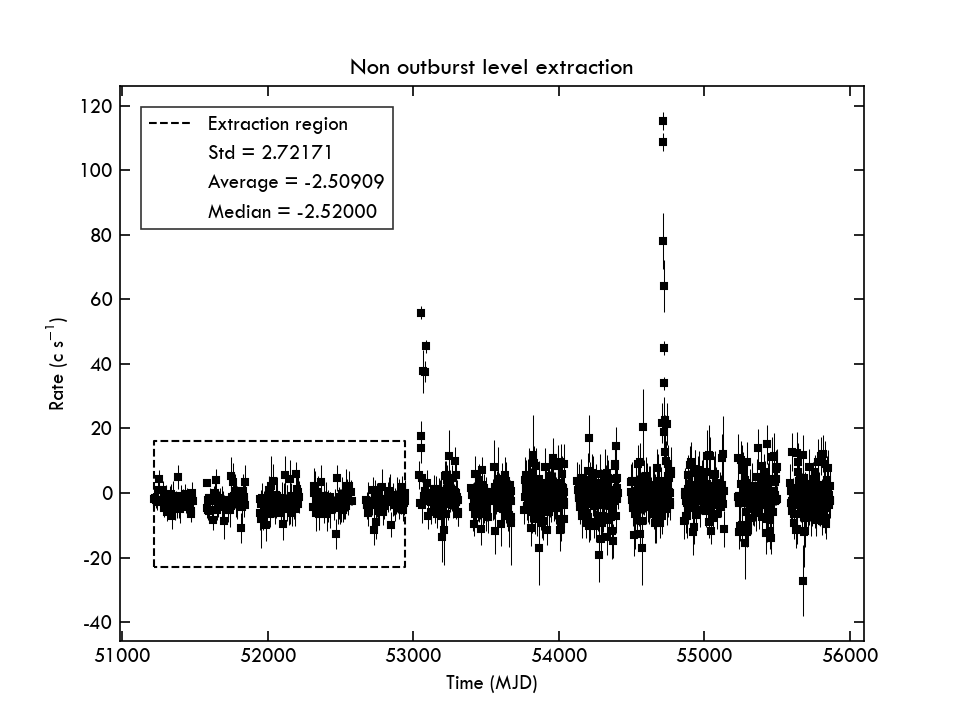 Non outburst level extraction
120
100
80
60
40
20
0
-20
-40
Extraction region
Std = 2.72171
Average = -2.50909
Median = -2.52000
Rate (c s⁻¹)
51000 52000 53000 54000 55000 56000
Time (MJD)